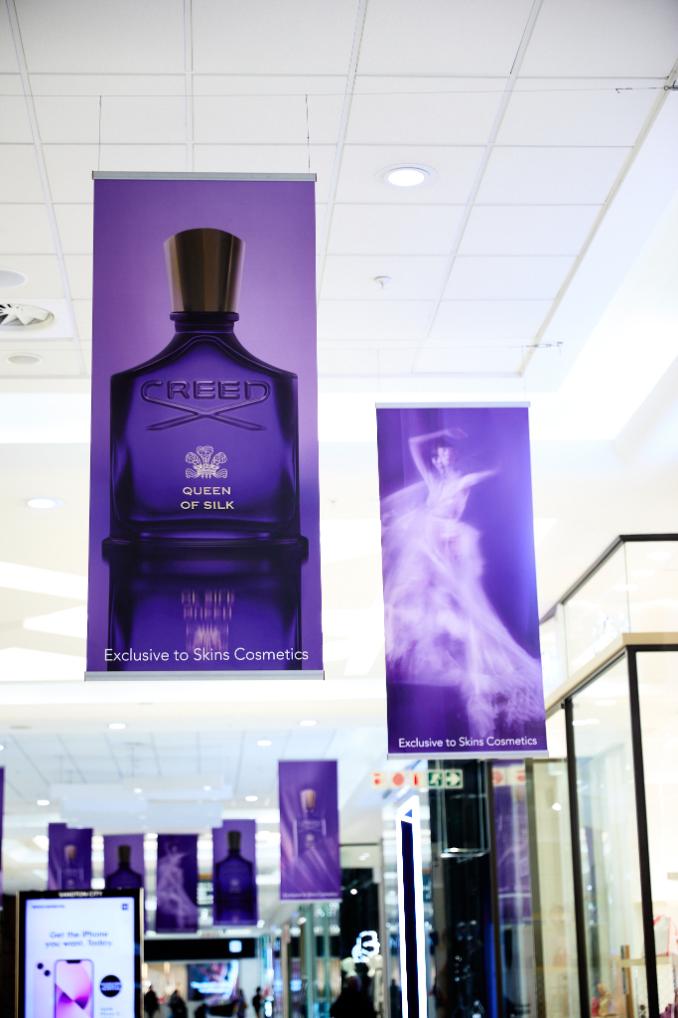 CREED
QUEEN
OF SILK
Exclusive to Skins Cosmetics
Exclusive to Skins Cosmetics
SANDTON CITY
Get the iPhone
you want. Today.